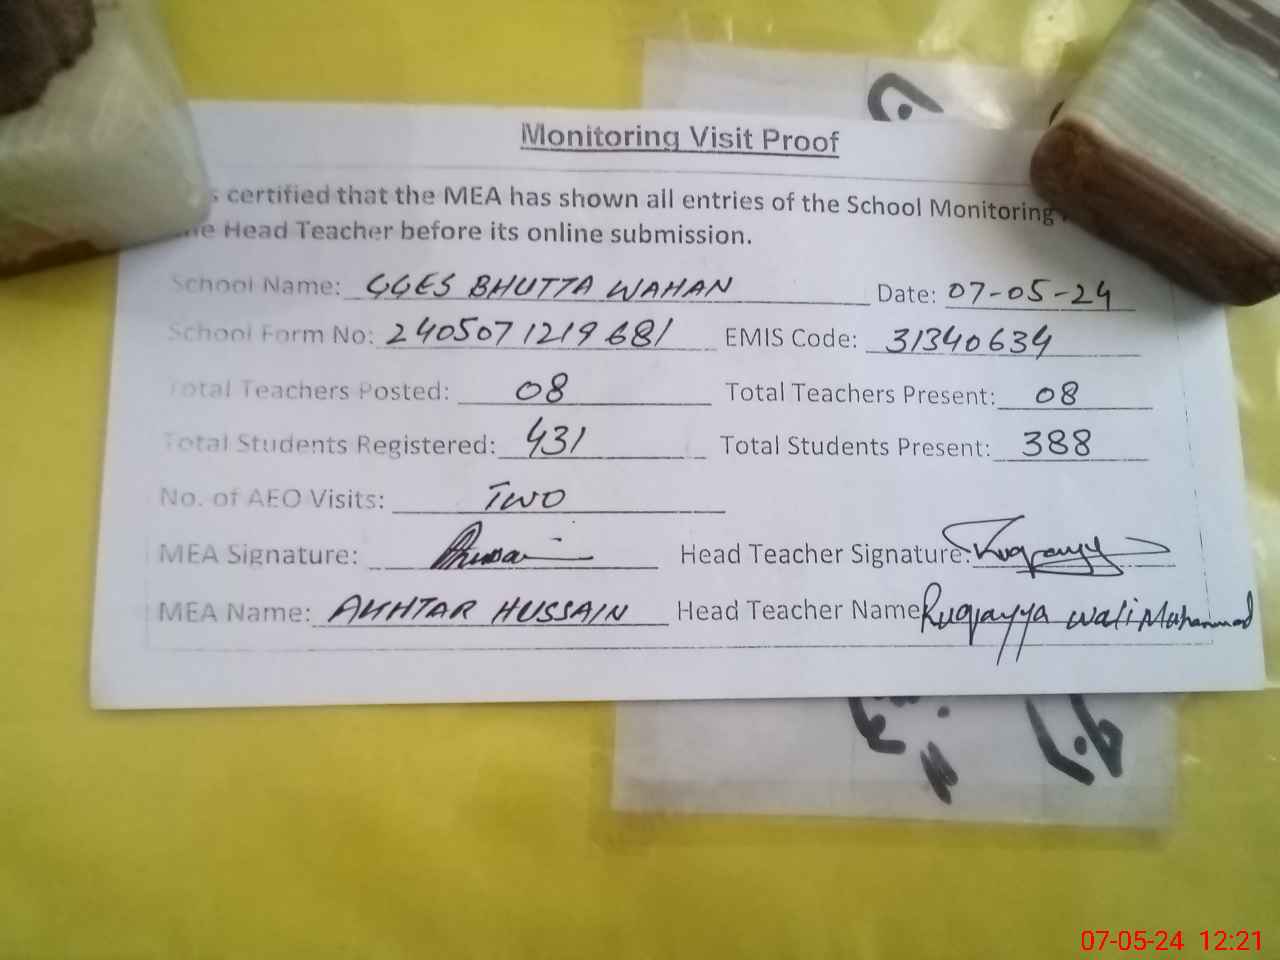 Monitoring Visit Proof
certified that the MEA has shown all entries of the School Monitoring
Head Teacher before its online submission.
School Name: GGES BHUTTA WAHAN Date: 07-05-24
School Form No: 2405071219681 EMIS Code: 31340634
Total Teachers Posted: 08 Total Teachers Present: 08
Total Students Registered: 431 Total Students Present: 388
No. of AEO Visits: TWO
MEA Signature: Head Teacher Signature:
MEA Name: AKHTAR HUSSAIN Head Teacher Name Ruqayya Wali Muhammad
07-05-24 12:21